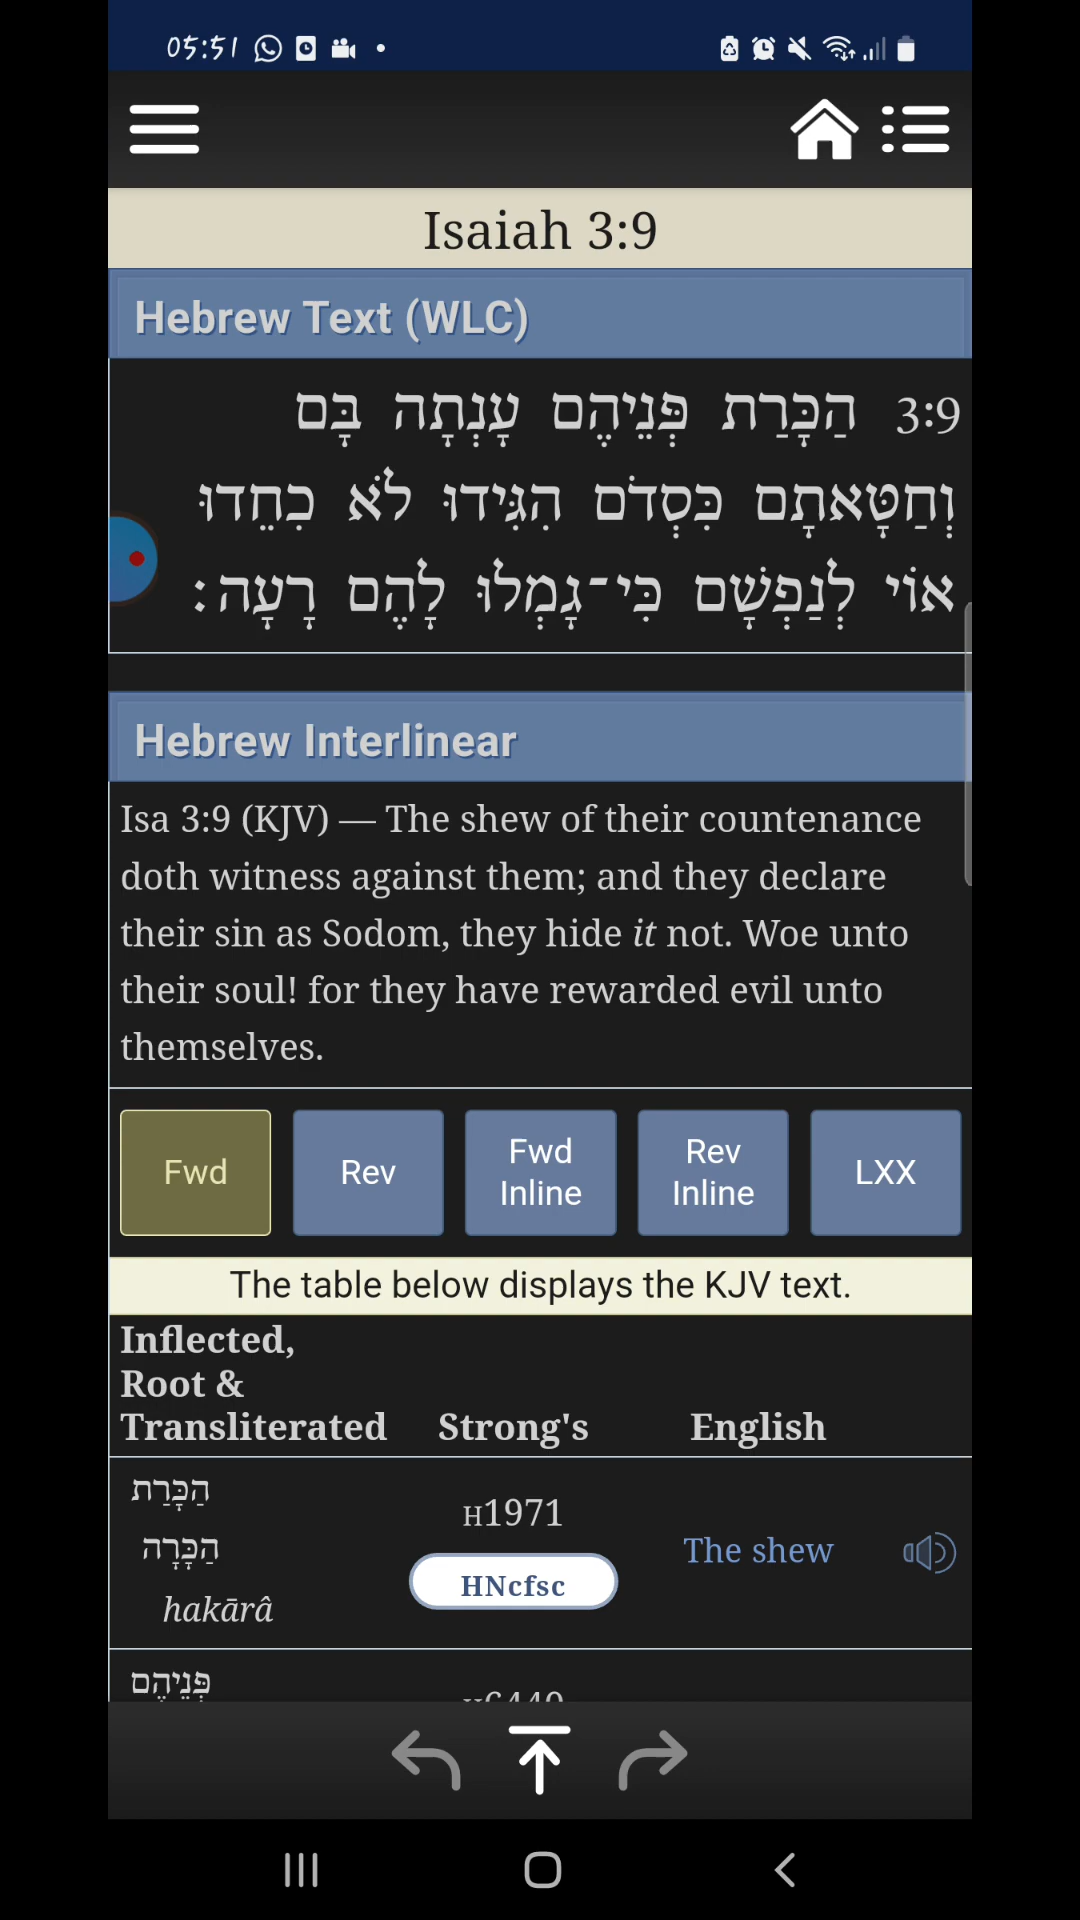 05:51
Isaiah 3:9
Hebrew Text (WLC)
3:9 הַכָּרַת פְּנֵיהֶם עָנְתָה בָּם
וְחַטָּאתָם כִּסְדֹם הִגִּידוּ לֹא כִחֵדוּ
אוֹי לְנַפְשָׁם כִּי־גָמְלוּ לָהֶם רָעָה׃
Hebrew Interlinear
Isa 3:9 (KJV) — The shew of their countenance
doth witness against them; and they declare
their sin as Sodom, they hide it not. Woe unto
their soul! for they have rewarded evil unto
themselves.
Fwd
Rev
Fwd
Inline
Rev
Inline
LXX
The table below displays the KJV text.
Inflected,
Root &
Transliterated
Strong's
English
הַכָּרַת
הַכָּרָה
hakārâ
H1971
HNcfsc
The shew
פְּנֵיהֶם
H6440